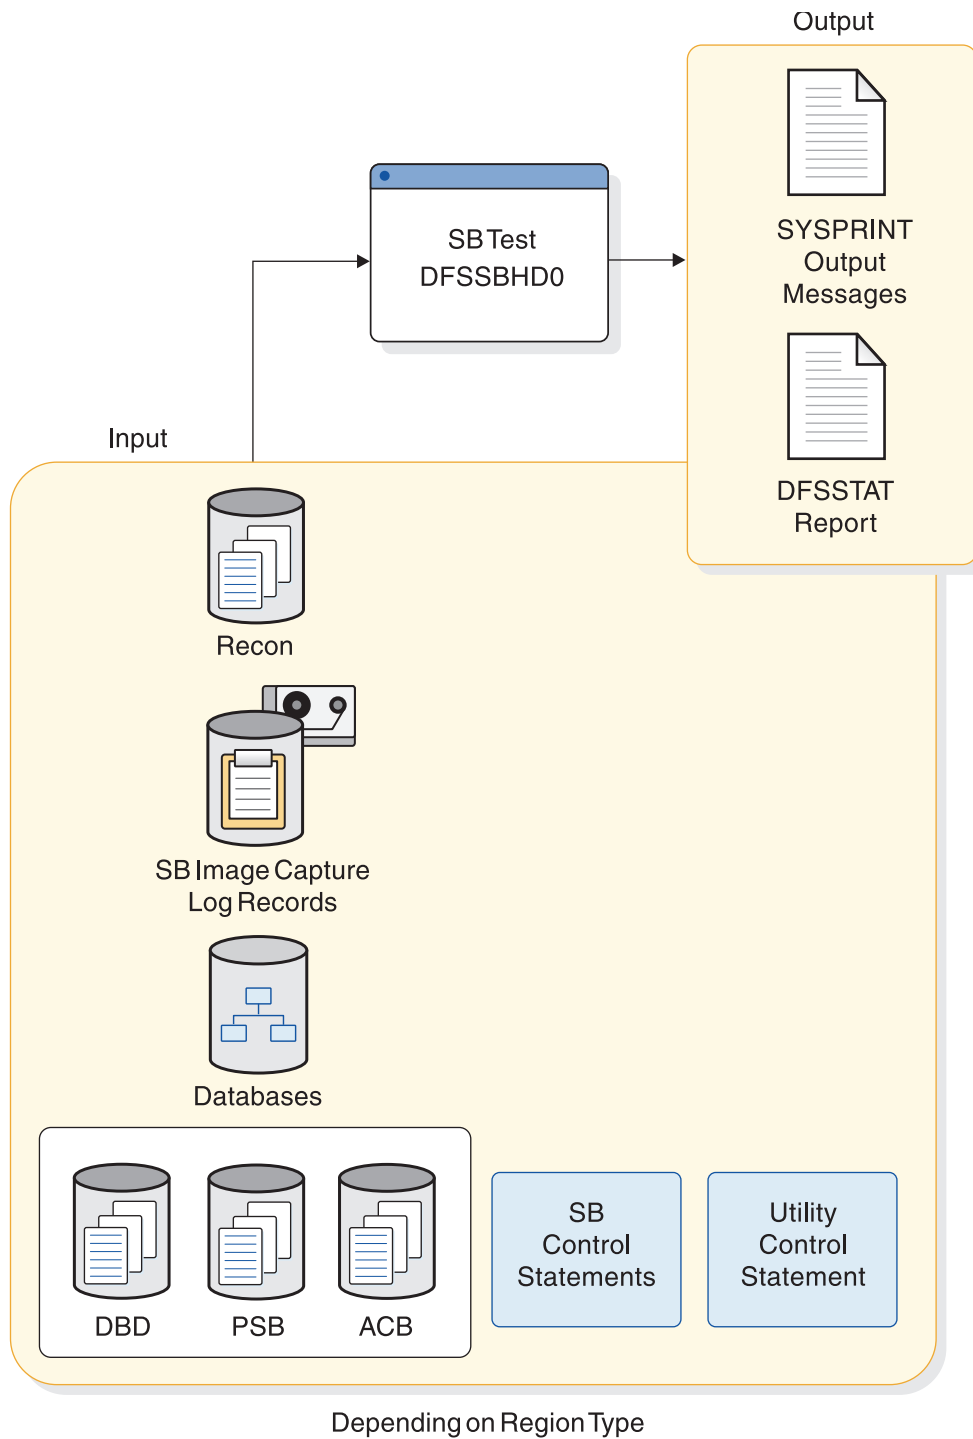 Output
SB Test
DFSSBHD0
SYSPRINT
Output
Messages
DFSSTAT
Report
Input
Recon
SB Image Capture
Log Records
Databases
DBD
PSB
ACB
SB
Control
Statements
Utility
Control
Statement
Depending on Region Type